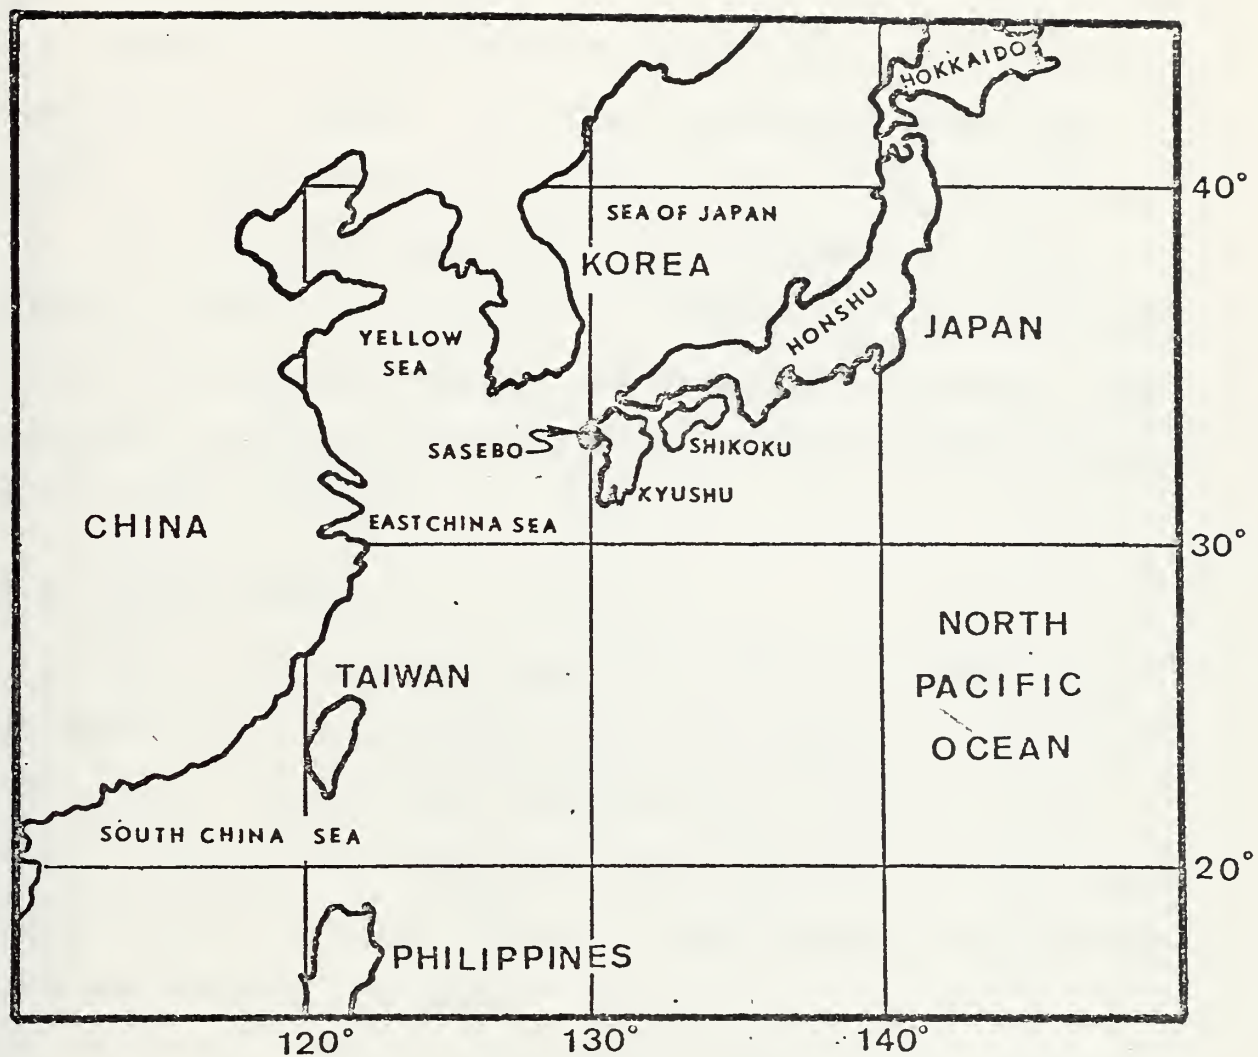 HOKKAIDO
40°
SEA OF JAPAN
KOREA
HONSHU
JAPAN
YELLOW
SEA
SASEBO
SHIKOKU
KYUSHU
CHINA
EAST CHINA SEA
30°
NORTH
PACIFIC
OCEAN
TAIWAN
SOUTH CHINA SEA
20°
PHILIPPINES
120°
130°
140°